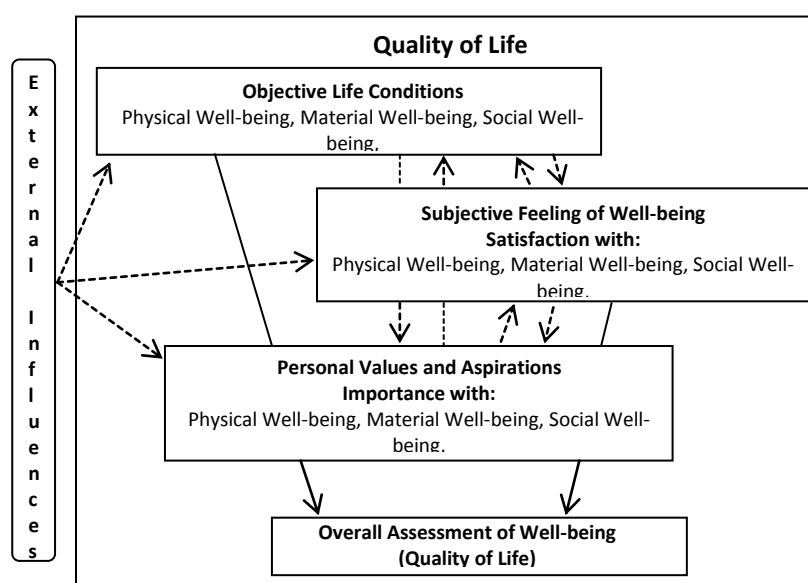 Quality of Life
External Influences
Objective Life Conditions
Physical Well-being, Material Well-being, Social Well-
being.
Subjective Feeling of Well-being
Satisfaction with:
Physical Well-being, Material Well-being, Social Well-
being.
Personal Values and Aspirations
Importance with:
Physical Well-being, Material Well-being, Social Well-
being.
Overall Assessment of Well-being
(Quality of Life)